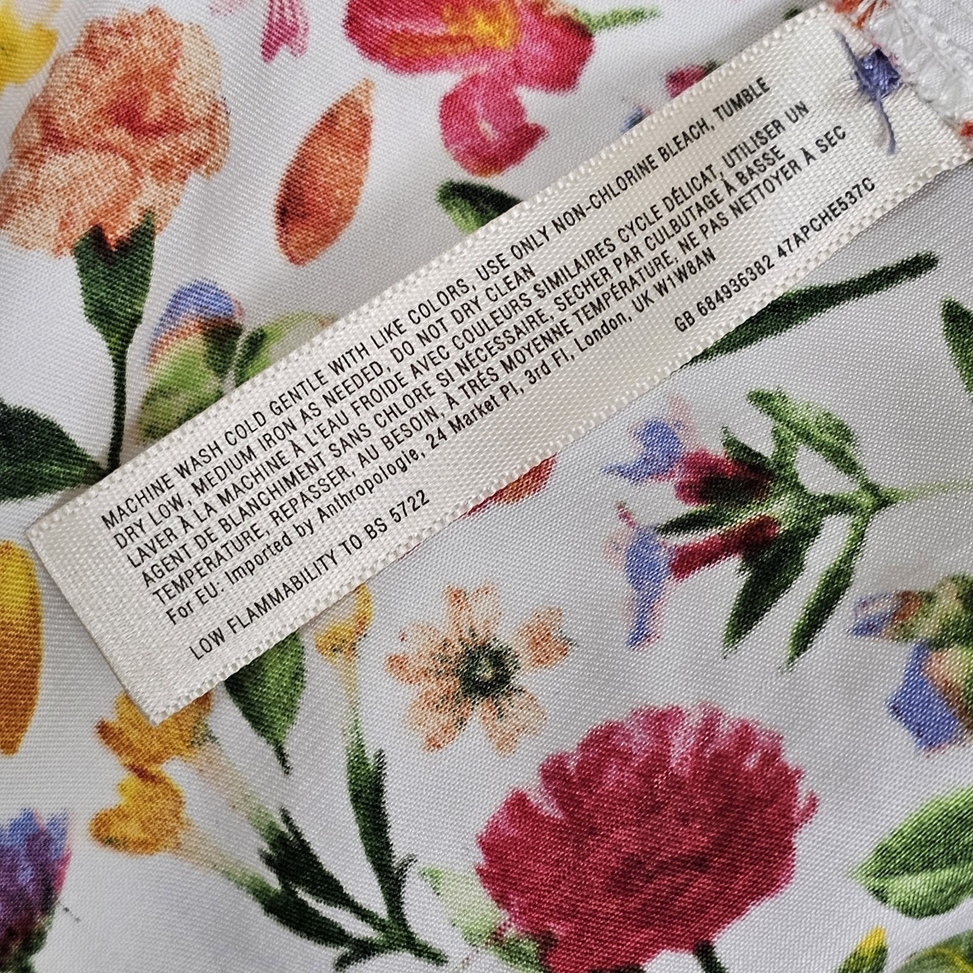 MACHINE WASH COLD GENTLE WITH LIKE COLORS, USE ONLY NON-CHLORINE BLEACH, TUMBLE
DRY LOW, MEDIUM IRON AS NEEDED, DO NOT DRY CLEAN
LAVER À LA MACHINE À L'EAU FROIDE AVEC COULEURS SIMILAIRES CYCLE DÉLICAT, UTILISER UN
AGENT DE BLANCHIMENT SANS CHLORE SI NÉCESSAIRE, SECHER PAR CULBUTAGE À BASSE
TEMPERATURE, REPASSER, AU BESOIN, À TRÉS MOYENNE TEMPÉRATURE, NE PAS NETTOYER À SEC
For EU: Imported by Anthropologie, 24 Market Pl, 3rd Fl, London, UK W1W8AN
GB 684936382 47APCHE537C
LOW FLAMMABILITY TO BS 5722